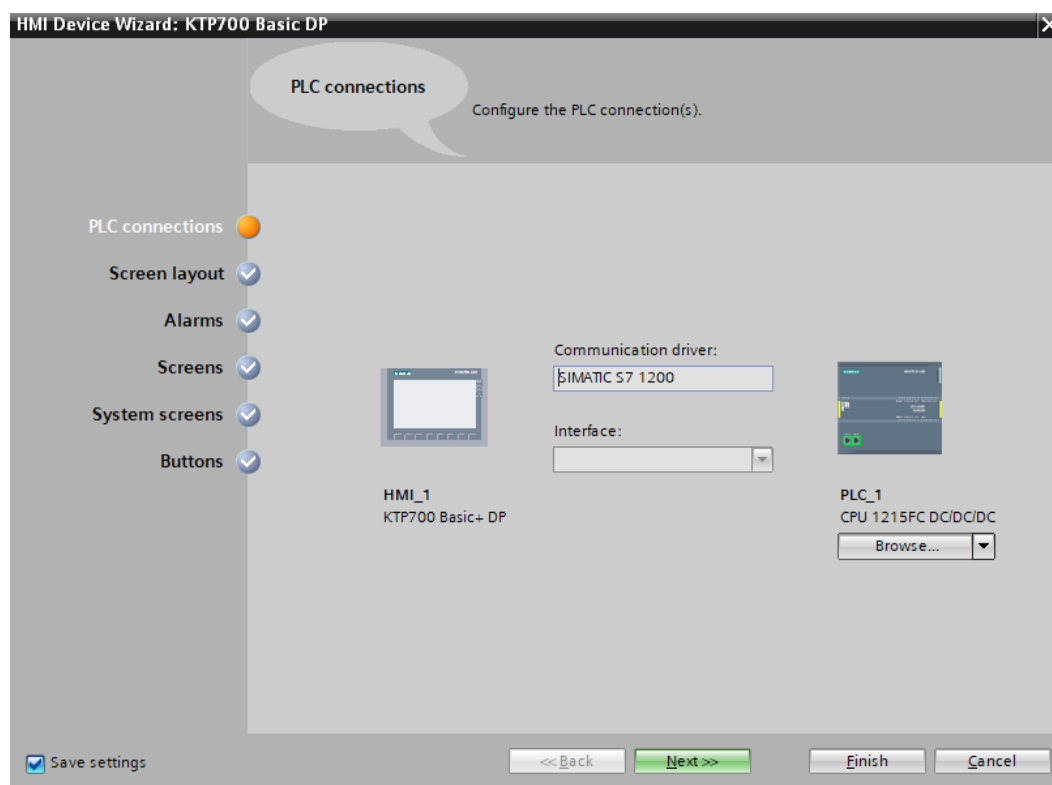 HMI Device Wizard: KTP700 Basic DP
PLC connections
Configure the PLC connection(s).
PLC connections
Screen layout
Alarms
Screens
System screens
Buttons
Communication driver:
SIMATIC S7 1200
Interface:
HMI_1
KTP700 Basic+ DP
PLC_1
CPU 1215FC DC/DC/DC
Browse...
Save settings
<< Back
Next >>
Finish
Cancel